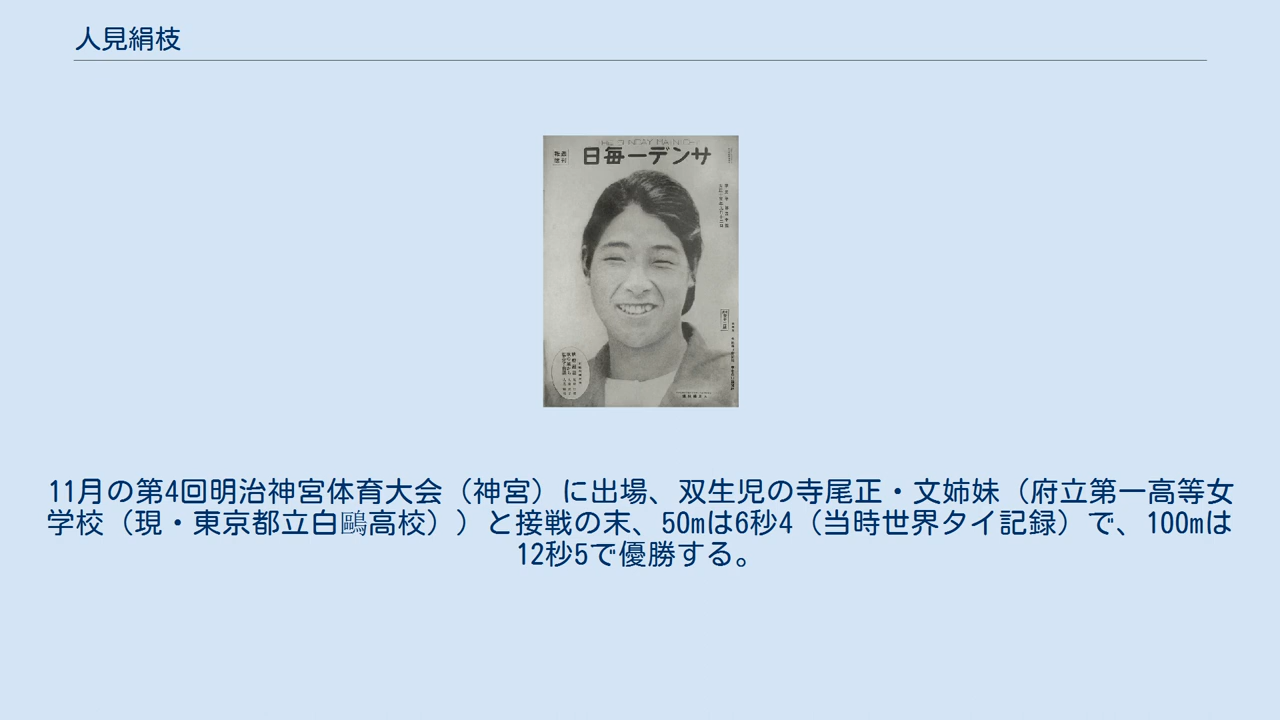 人見絹枝
THE SUNDAY MAINICHI
日毎一デンサ
11月の第4回明治神宮体育大会（神宮）に出場、双生児の寺尾正・文姉妹（府立第一高等女
学校（現・東京都立白鷗高校））と接戦の末、50mは6秒4（当時世界タイ記録）で、100mは
12秒5で優勝する。